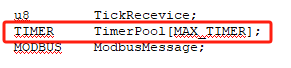 u8 TickRecevice;
TIMER TimerPool[MAX_TIMER];
MODBUS ModbusMessage;